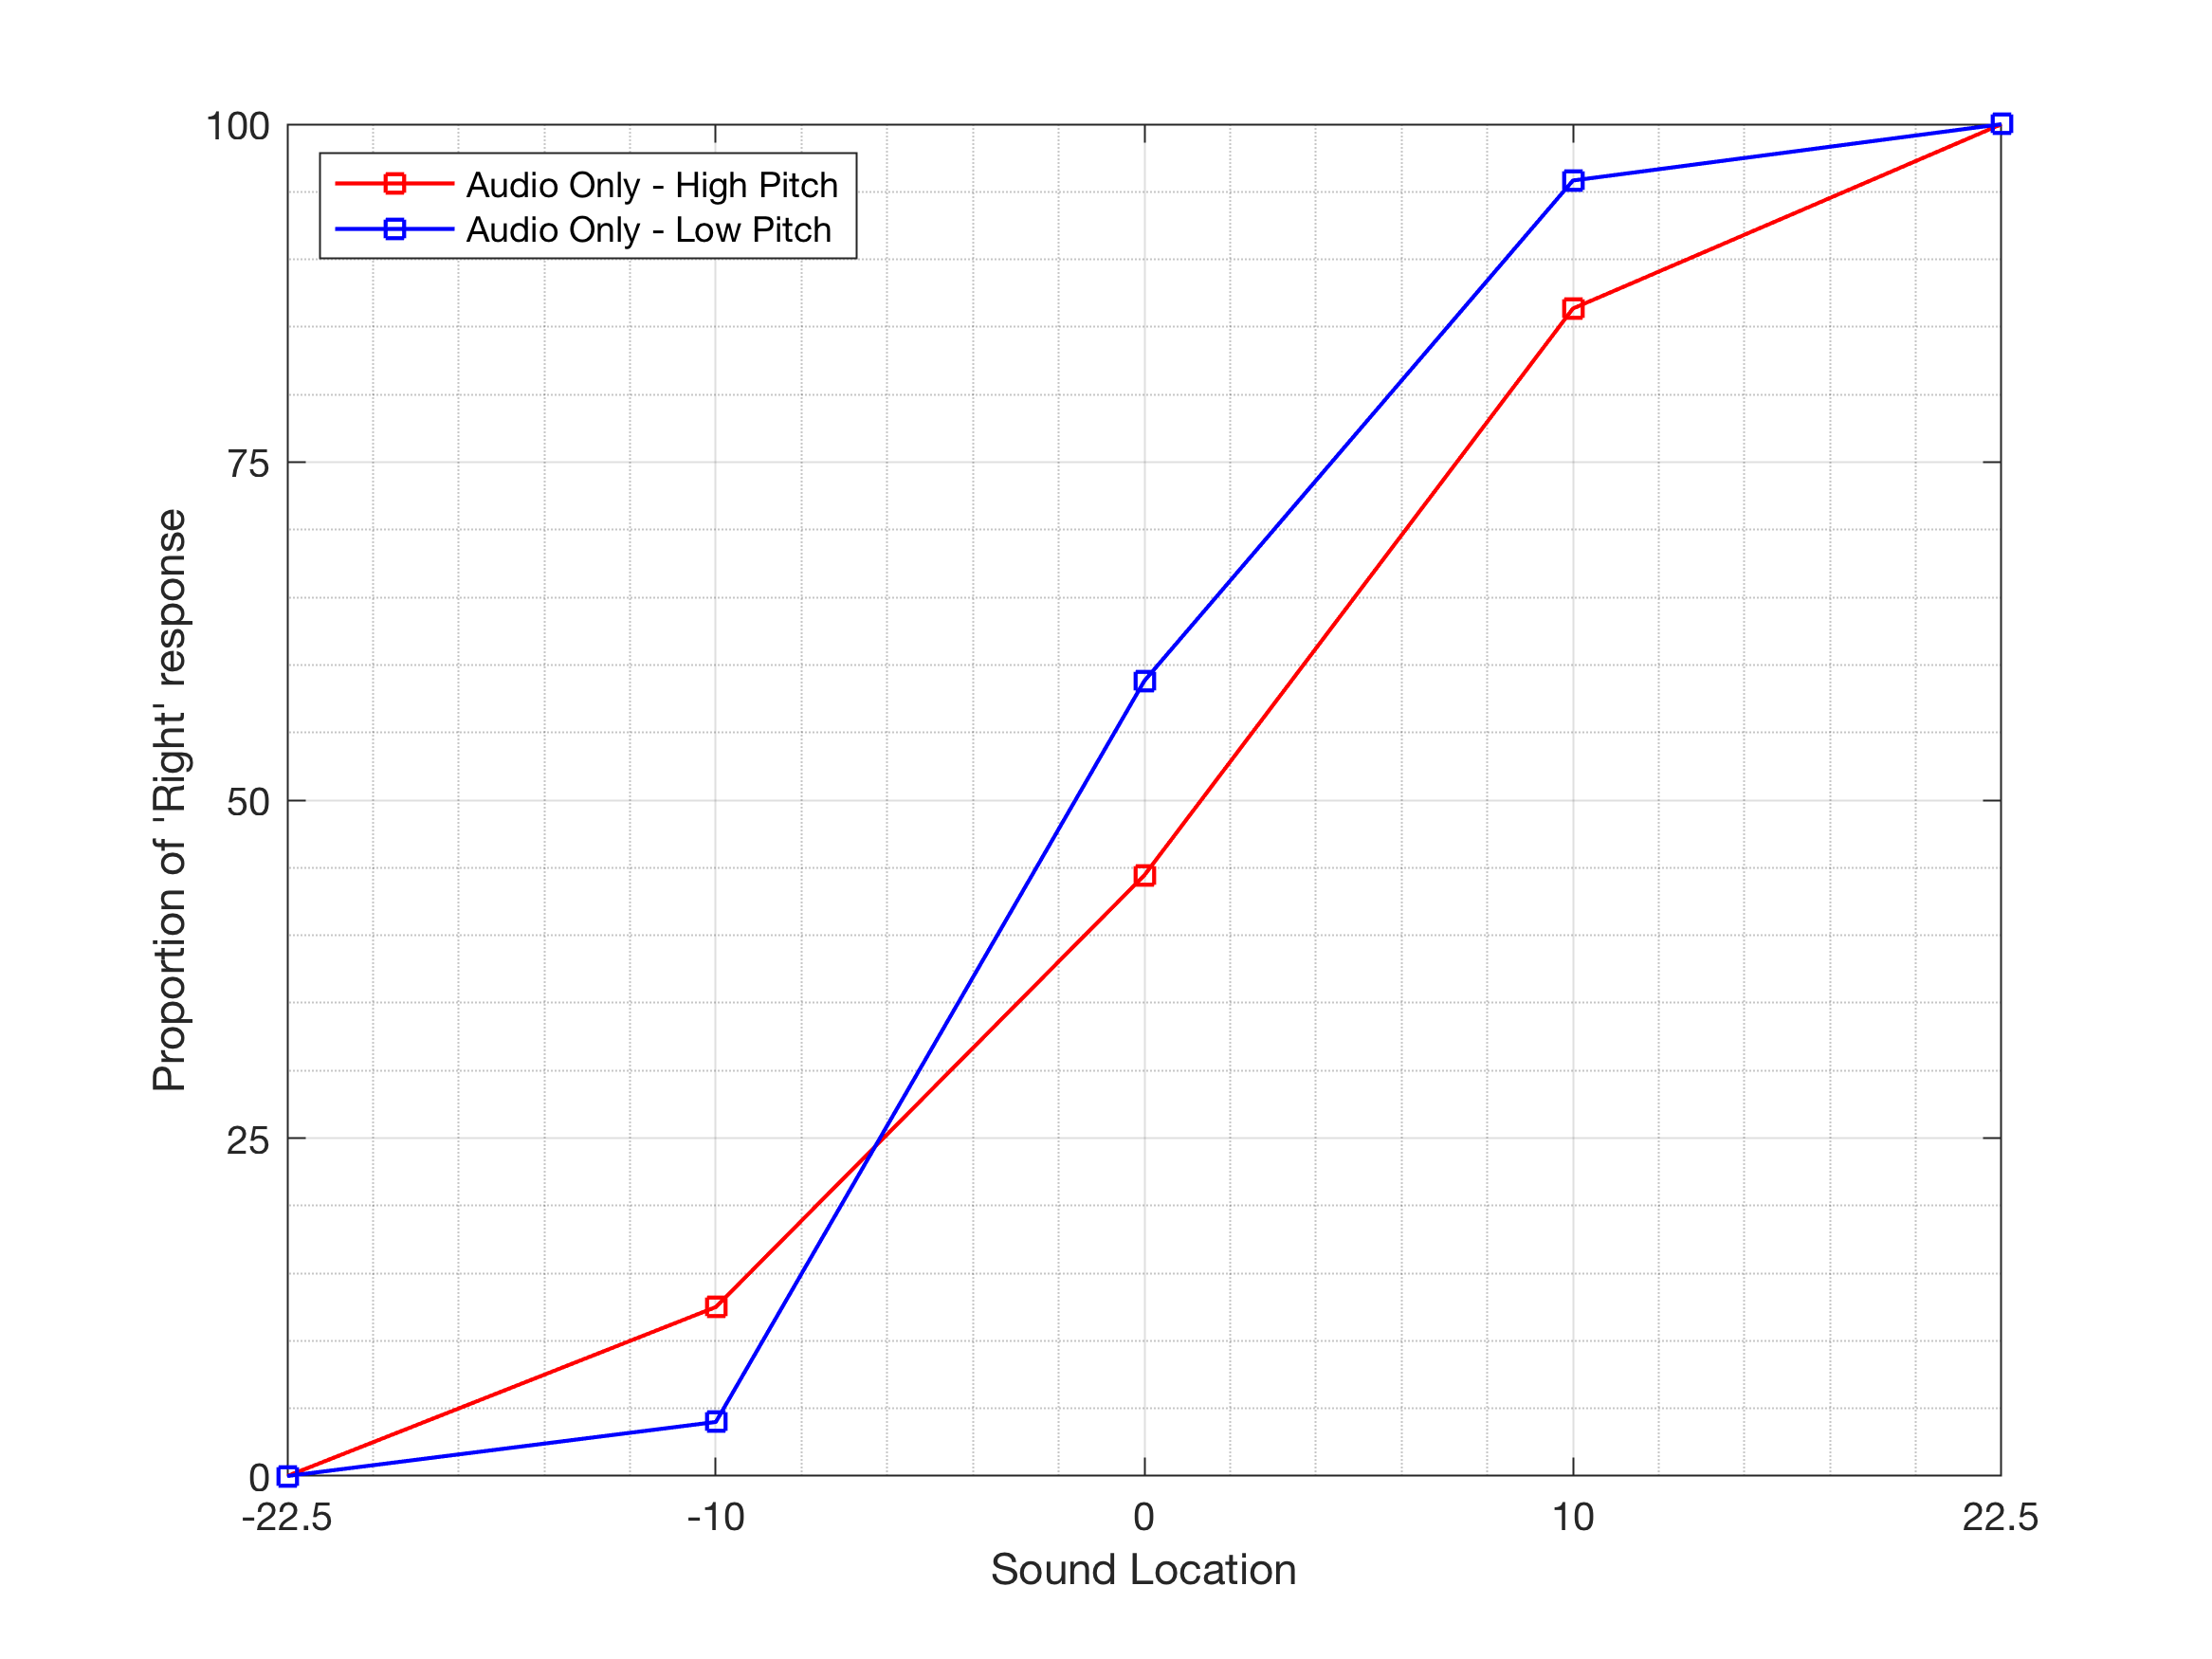 100
75
50
25
0
Audio Only - High Pitch
Audio Only - Low Pitch
Proportion of 'Right' response
-22.5 -10 0 10 22.5
Sound Location